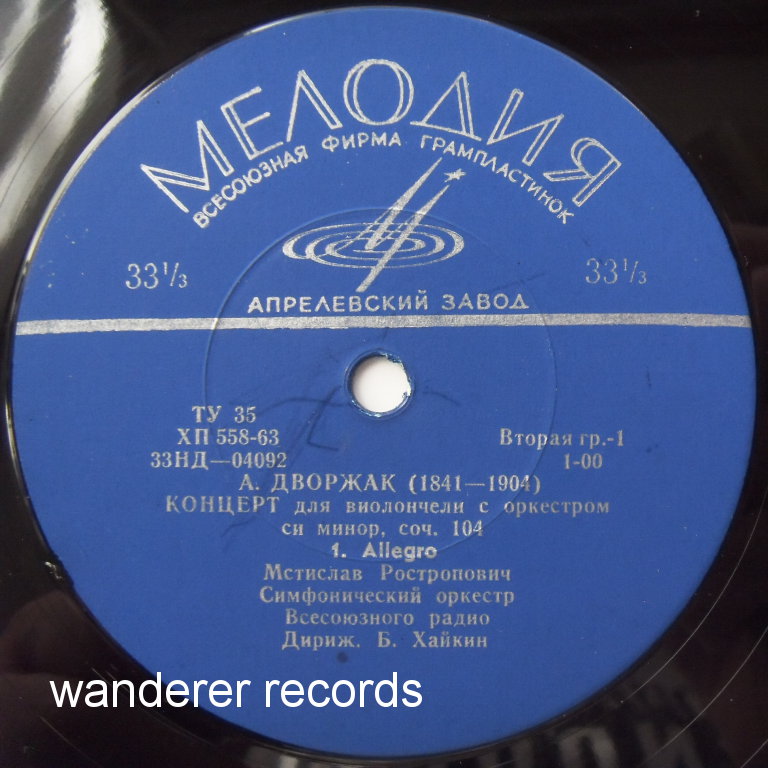 МЕЛОДИЯ
ВСЕСОЮЗНАЯ ФИРМА ГРАМПЛАСТИНОК
33⅓ 33⅓
АПРЕЛЕВСКИЙ ЗАВОД
ТУ 35
ХП 558-63 Вторая гр.-1
33НД—04092 1-00
А. ДВОРЖАК (1841—1904)
КОНЦЕРТ для виолончели с оркестром
си минор, соч. 104
1. Allegro
Мстислав Ростропович
Симфонический оркестр
Всесоюзного радио
Дириж. Б. Хайкин
wanderer records